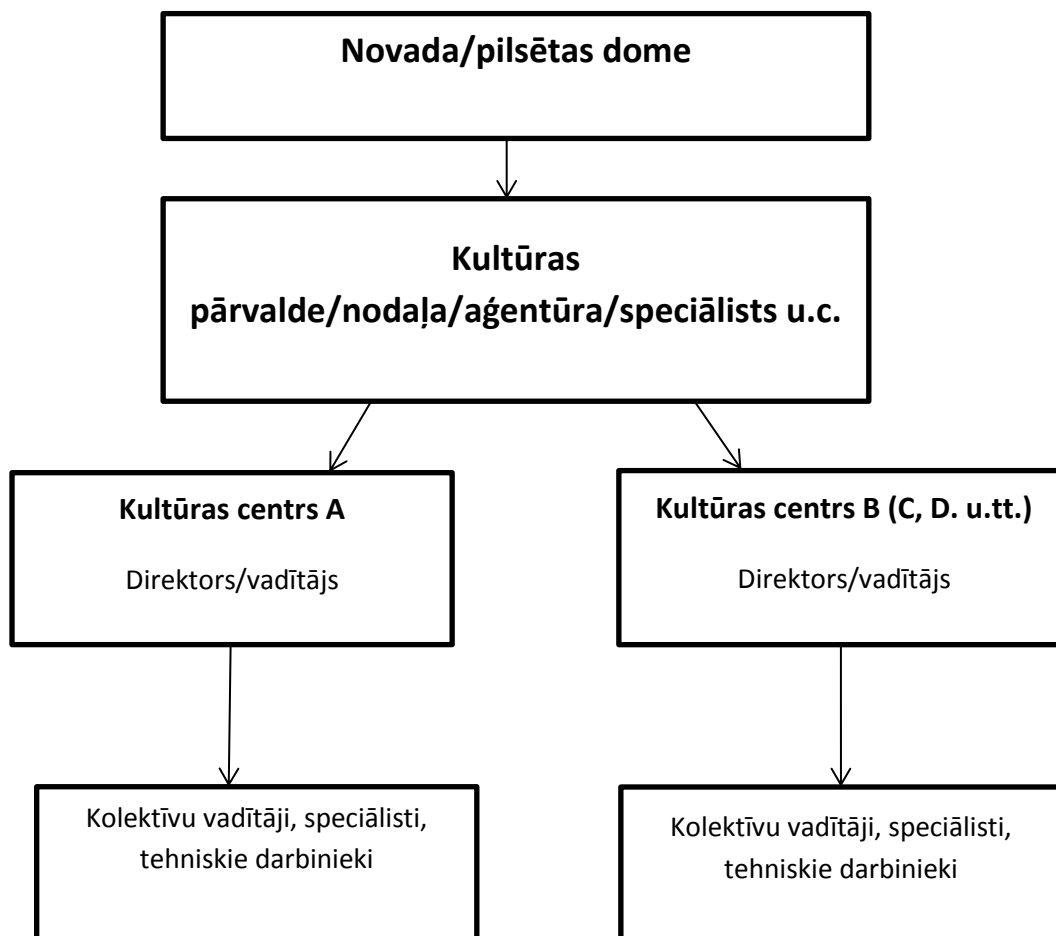 Novada/pilsētas dome
Kultūras
pārvalde/nodaļa/aģentūra/speciālists u.c.
Kultūras centrs A
Direktors/vadītājs
Kultūras centrs B (C, D. u.tt.)
Direktors/vadītājs
Kolektīvu vadītāji, speciālisti,
tehniskie darbinieki
Kolektīvu vadītāji, speciālisti,
tehniskie darbinieki